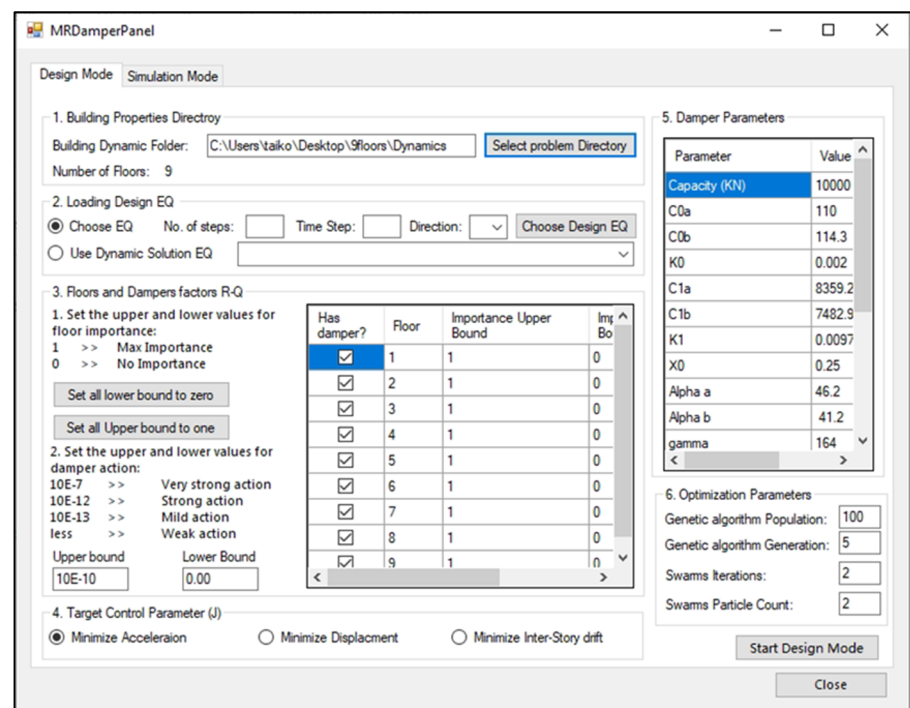 MRDamperPanel
Design Mode
Simulation Mode
1. Building Properties Directroy
Building Dynamic Folder: C:\Users\taiko\Desktop\9floors\Dynamics Select problem Directory
Number of Floors: 9
2. Loading Design EQ
Choose EQ No. of steps: Time Step: Direction: Choose Design EQ
Use Dynamic Solution EQ
3. Floors and Dampers factors R-Q
1. Set the upper and lower values for
floor importance:
1 >> Max Importance
0 >> No Importance
Set all lower bound to zero
Set all Upper bound to one
2. Set the upper and lower values for
damper action:
10E-7 >> Very strong action
10E-12 >> Strong action
10E-13 >> Mild action
less >> Weak action
Upper bound Lower Bound
10E-10 0.00
Has damper? Floor Importance Upper Bound
1 1 0
2 1 0
3 1 0
4 1 0
5 1 0
6 1 0
7 1 0
8 1 0
9 1 0
4. Target Control Parameter (J)
Minimize Acceleraion Minimize Displacment Minimize Inter-Story drift
5. Damper Parameters
Parameter Value
Capacity (KN) 10000
C0a 110
C0b 114.3
K0 0.002
C1a 8359.2
C1b 7482.9
K1 0.0097
X0 0.25
Alpha a 46.2
Alpha b 41.2
gamma 164
6. Optimization Parameters
Genetic algorithm Population: 100
Genetic algorithm Generation: 5
Swarms Iterations: 2
Swarms Particle Count: 2
Start Design Mode
Close